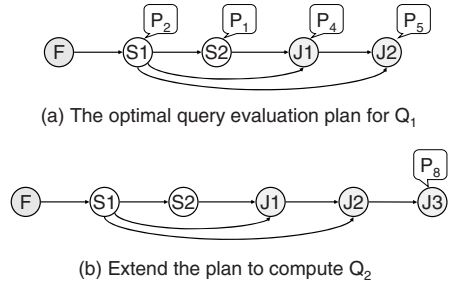 P2 P1 P4 P5
F S1 S2 J1 J2
(a) The optimal query evaluation plan for Q1
P8
F S1 S2 J1 J2 J3
(b) Extend the plan to compute Q2